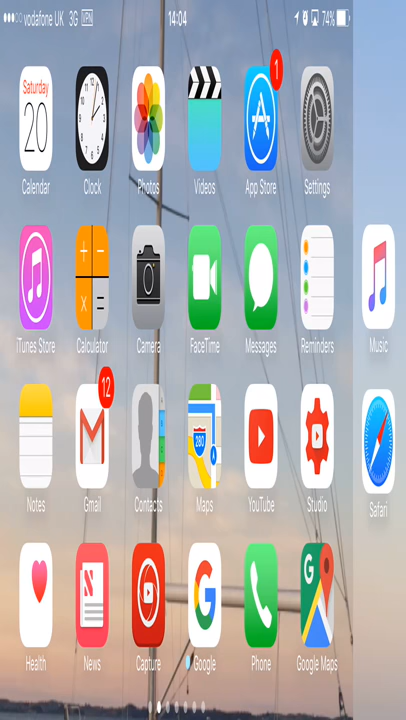 vodafone UK 3G VPN 14:04 74%
Saturday
20
12
1
Calendar Clock Photos Videos App Store Settings
iTunes Store Calculator Camera FaceTime Messages Reminders Music
12
280
Notes Gmail Contacts Maps YouTube Studio Safari
G
Health News Capture Google Phone Google Maps